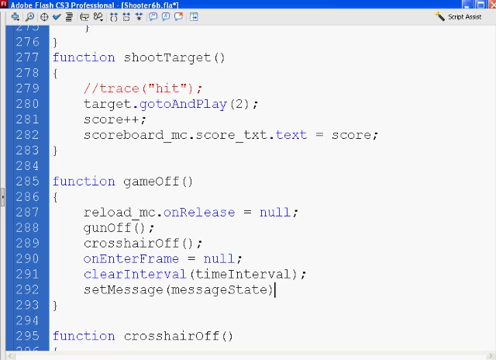 Adobe Flash CS3 Professional - [Shooter6b.fla*]
Script Assist
275 }
276 }
277 function shootTarget()
278 {
279 //trace("hit");
280 target.gotoAndPlay(2);
281 score++;
282 scoreboard_mc.score_txt.text = score;
283 }
284
285 function gameOff()
286 {
287 reload_mc.onRelease = null;
288 gunOff();
289 crosshairOff();
290 onEnterFrame = null;
291 clearInterval(timeInterval);
292 setMessage(messageState)
293 }
294
295 function crosshairOff()
296 {